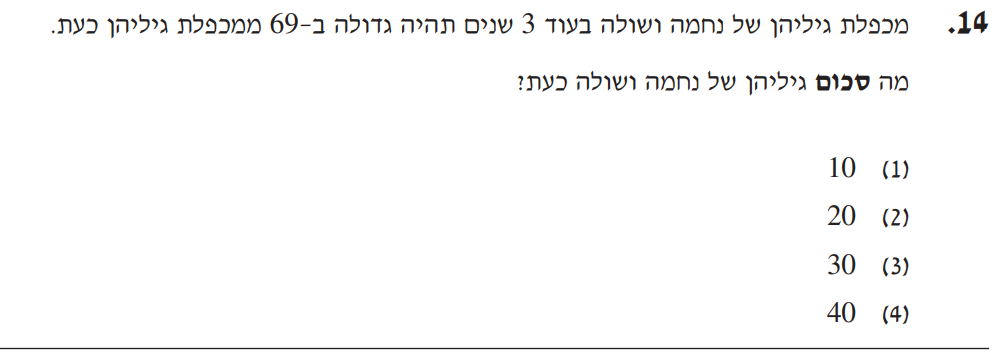 14. מכפלת גיליהן של נחמה ושולה בעוד 3 שנים תהיה גדולה ב-69 ממכפלת גיליהן כעת.
מה סכום גיליהן של נחמה ושולה כעת?
(1) 10
(2) 20
(3) 30
(4) 40